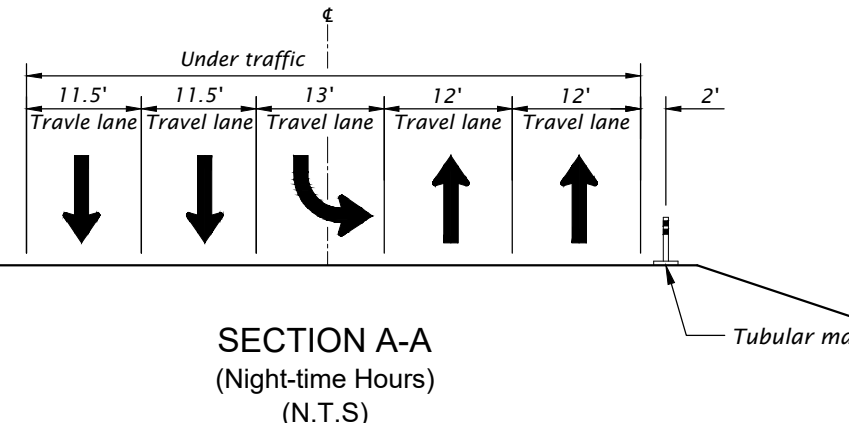 ℄
Under traffic
11.5' 11.5' 13' 12' 12' 2'
Travle lane Travel lane Travel lane Travel lane Travel lane
Tubular
SECTION A-A
(Night-time Hours)
(N.T.S)